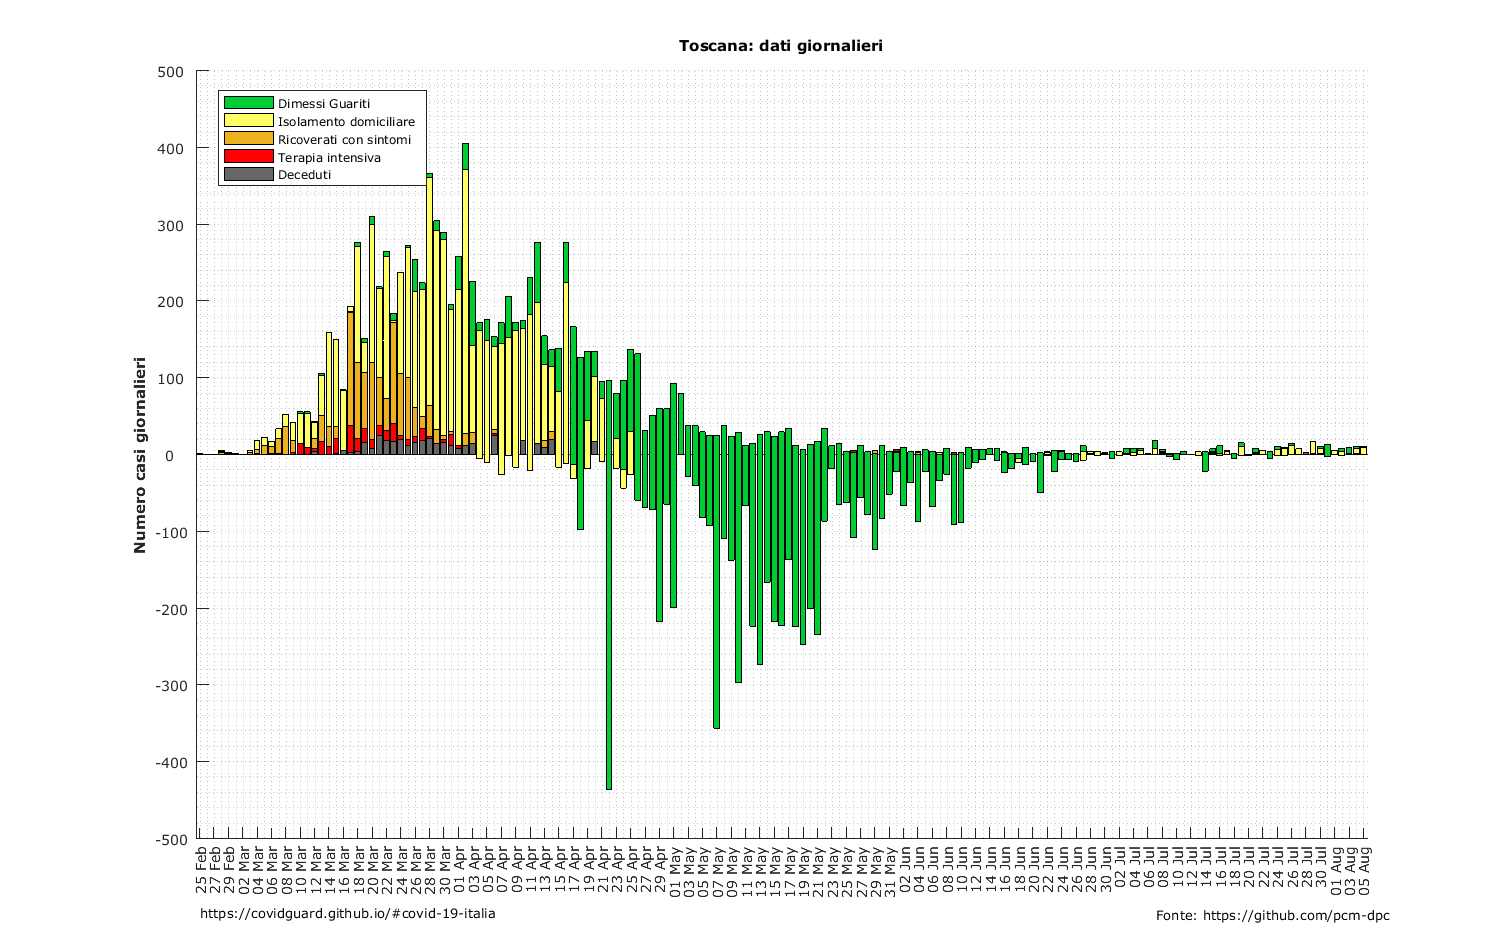 Toscana: dati giornalieri
500
400
300
200
100
0
-100
-200
-300
-400
-500
Numero casi giornalieri
Dimessi Guariti
Isolamento domiciliare
Ricoverati con sintomi
Terapia intensiva
Deceduti
25 Feb
27 Feb
29 Feb
02 Mar
04 Mar
06 Mar
08 Mar
10 Mar
12 Mar
14 Mar
16 Mar
18 Mar
20 Mar
22 Mar
24 Mar
26 Mar
28 Mar
30 Mar
01 Apr
03 Apr
05 Apr
07 Apr
09 Apr
11 Apr
13 Apr
15 Apr
17 Apr
19 Apr
21 Apr
23 Apr
25 Apr
27 Apr
29 Apr
01 May
03 May
05 May
07 May
09 May
11 May
13 May
15 May
17 May
19 May
21 May
23 May
25 May
27 May
29 May
31 May
02 Jun
04 Jun
06 Jun
08 Jun
10 Jun
12 Jun
14 Jun
16 Jun
18 Jun
20 Jun
22 Jun
24 Jun
26 Jun
28 Jun
30 Jun
02 Jul
04 Jul
06 Jul
08 Jul
10 Jul
12 Jul
14 Jul
16 Jul
18 Jul
20 Jul
22 Jul
24 Jul
26 Jul
28 Jul
30 Jul
01 Aug
03 Aug
05 Aug
https://covidguard.github.io/#covid-19-italia
Fonte: https://github.com/pcm-dpc